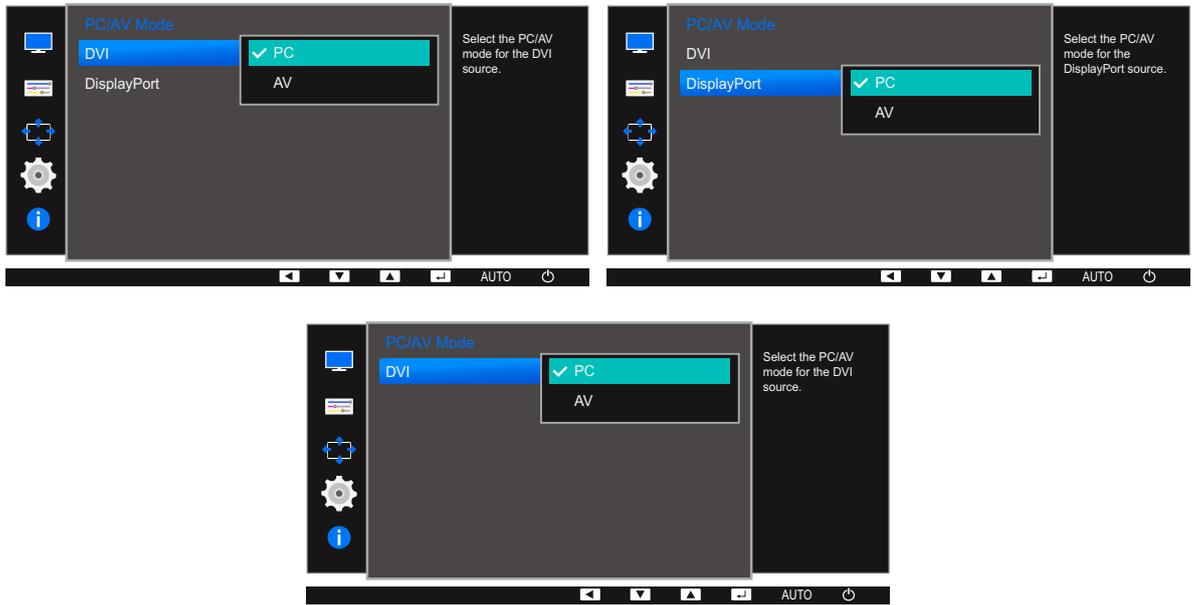 PC/AV Mode
DVI
PC
DisplayPort
AV
Select the PC/AV
mode for the DVI
source.
AUTO
PC/AV Mode
DVI
DisplayPort
PC
AV
Select the PC/AV
mode for the
DisplayPort source.
AUTO
PC/AV Mode
DVI
PC
AV
Select the PC/AV
mode for the DVI
source.
AUTO